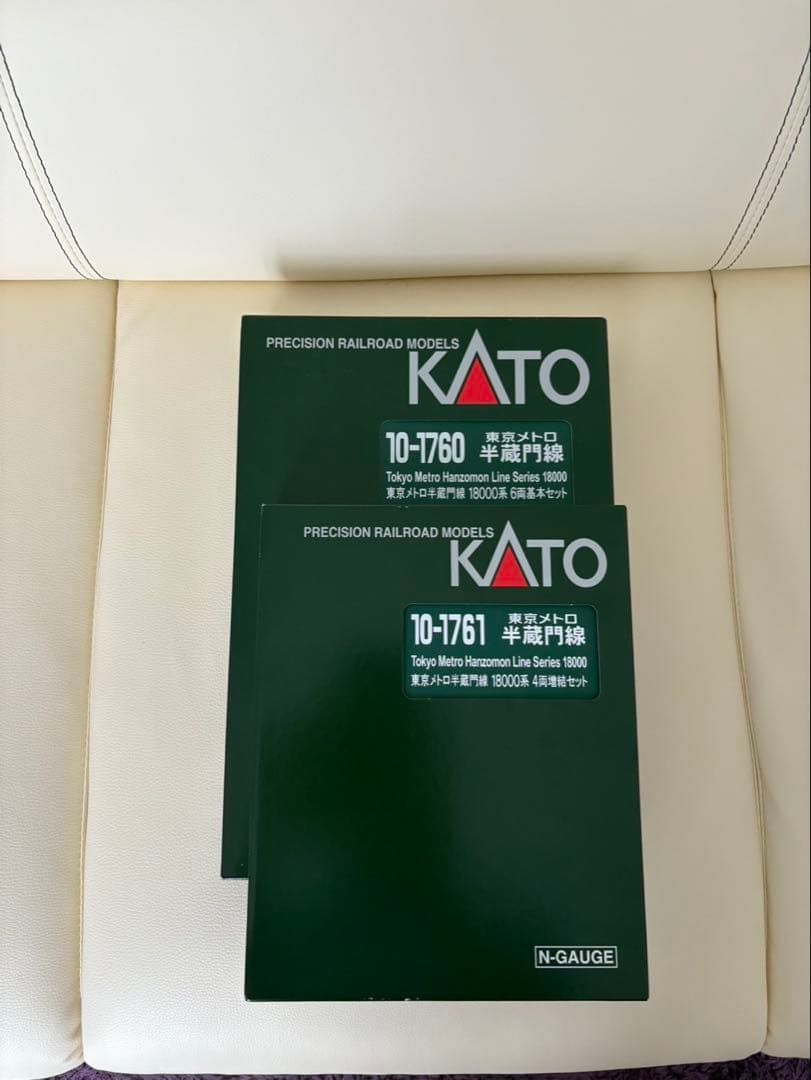 PRECISION RAILROAD MODELS
KATO
10-1760
東京メトロ
半蔵門線
Tokyo Metro Hanzomon Line Series 18000
東京メトロ半蔵門線 18000系 6両基本セット
PRECISION RAILROAD MODELS
KATO
10-1761
東京メトロ
半蔵門線
Tokyo Metro Hanzomon Line Series 18000
東京メトロ半蔵門線 18000系 4両増結セット
N-GAUGE